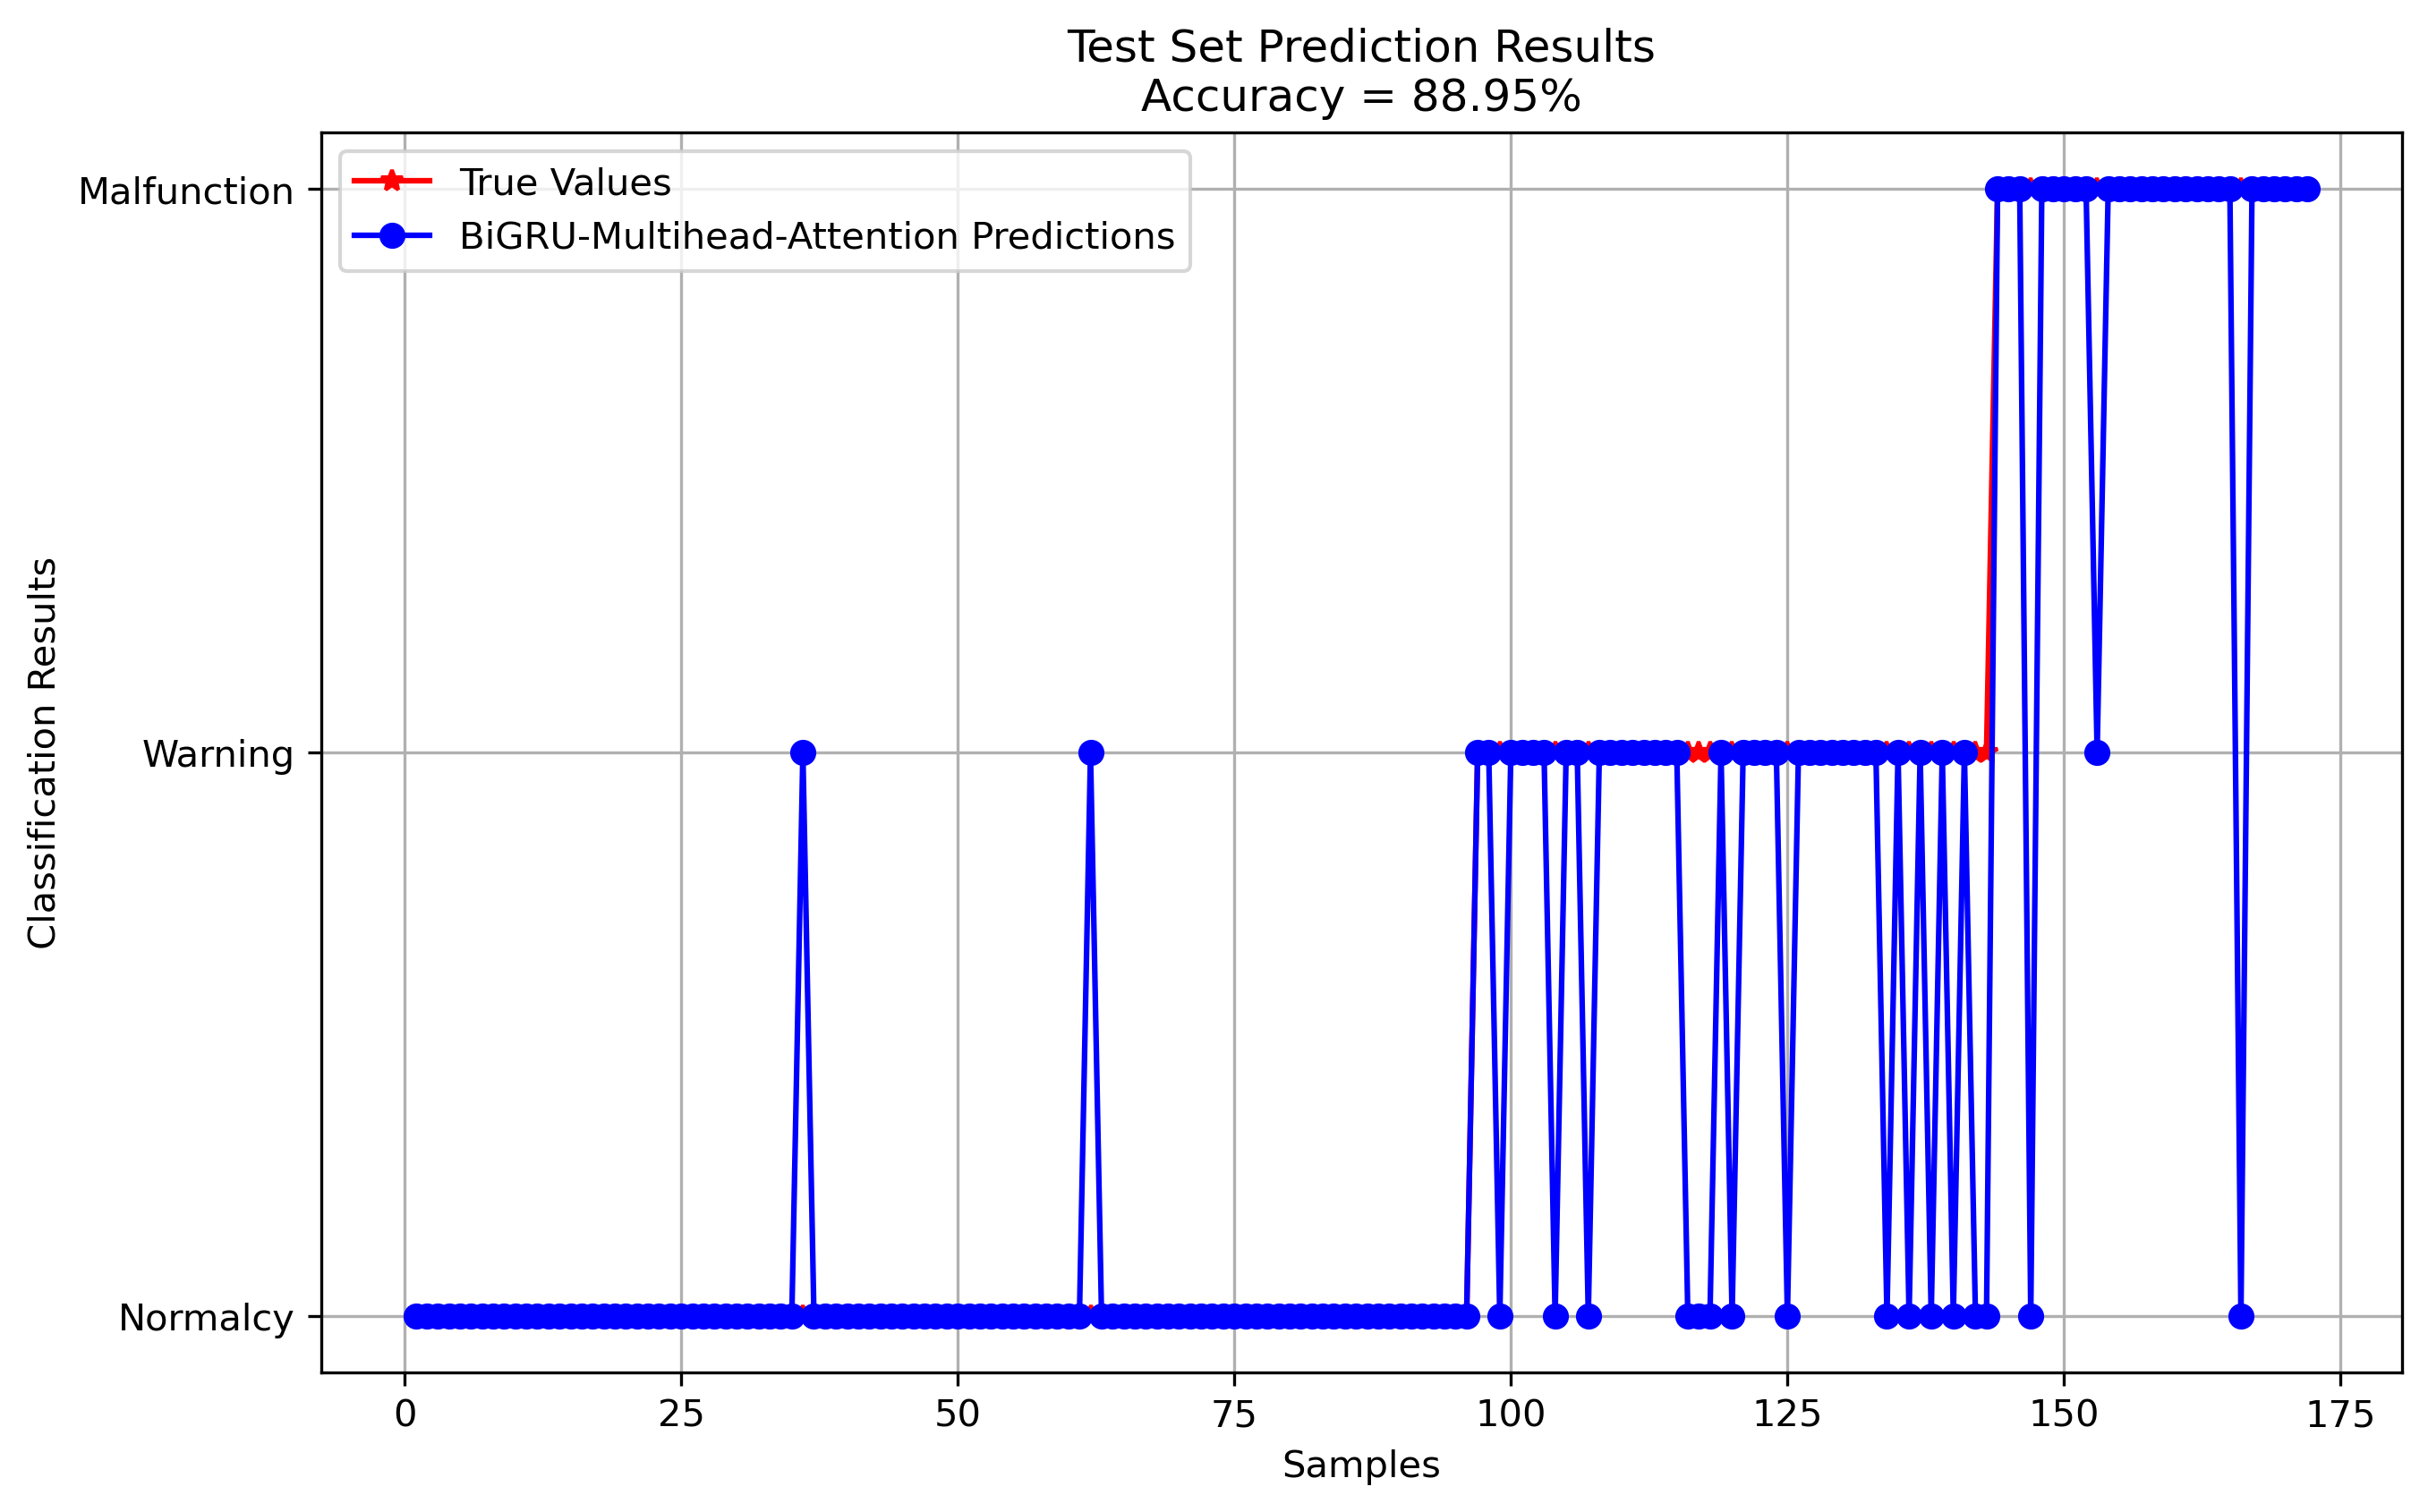 Test Set Prediction Results
Accuracy = 88.95%
True Values
BiGRU-Multihead-Attention Predictions
Malfunction
Warning
Normalcy
Classification Results
0 25 50 75 100 125 150 175
Samples